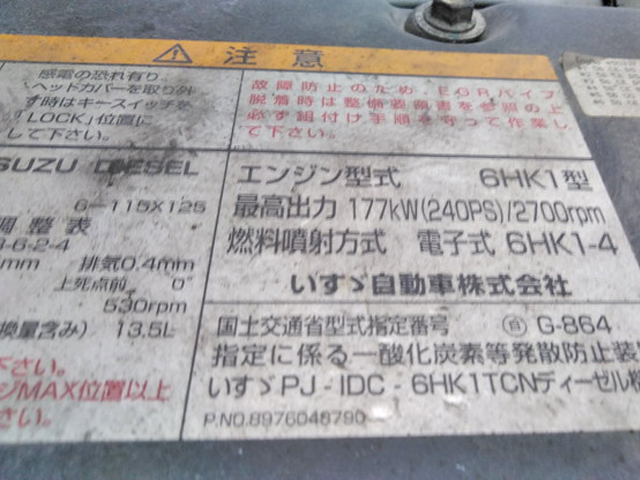 注意
感電の恐れ有り
ヘッドカバーを取り外
す時はキースイッチを
「LOCK」位置に
して下さい。
故障防止のため、EGRパイプ
脱着時は整備要領書を参照の上
必ず組付け手順を守って作業し
て下さい。
SUZU DIESEL
6-115X125
調整表
3-6-2-4
mm 排気0.4mm
上死点前 0°
530rpm
換量含み) 13.5L
下さい。
ジMAX位置以上
さい。
エンジン型式 6HK1型
最高出力 177kW(240PS)/2700rpm
燃料噴射方式 電子式 6HK1-4
いすゞ自動車株式会社
国土交通省型式指定番号 自 G-864
指定に係る一酸化炭素等発散防止装
いすゞPJ-IDC-6HK1TCNディーゼル
P.NO.8976048790